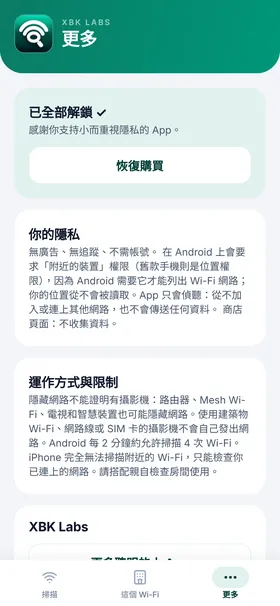 XBK LABS
更多
已全部解鎖 ✓
感謝你支持小而重視隱私的 App。
恢復購買
你的隱私
無廣告、無追蹤、不需帳號。 在 Android 上會要
求「附近的裝置」權限（舊款手機則是位置權
限），因為 Android 需要它才能列出 Wi-Fi 網路；
你的位置從不會被讀取。App 只會偵聽：從不加
入或連上其他網路，也不會傳送任何資料。 商店
頁面：不收集資料。
運作方式與限制
隱藏網路不能證明有攝影機：路由器、Mesh Wi-
Fi、電視和智慧裝置也可能隱藏網路。使用建築物
Wi-Fi、網路線或 SIM 卡的攝影機不會自己發出網
路。Android 每 2 分鐘約允許掃描 4 次 Wi-Fi。
iPhone 完全無法掃描附近的 Wi-Fi，只能檢查你
已連上的網路。請搭配親自檢查房間使用。
XBK Labs
掃描
這個 Wi-Fi
更多